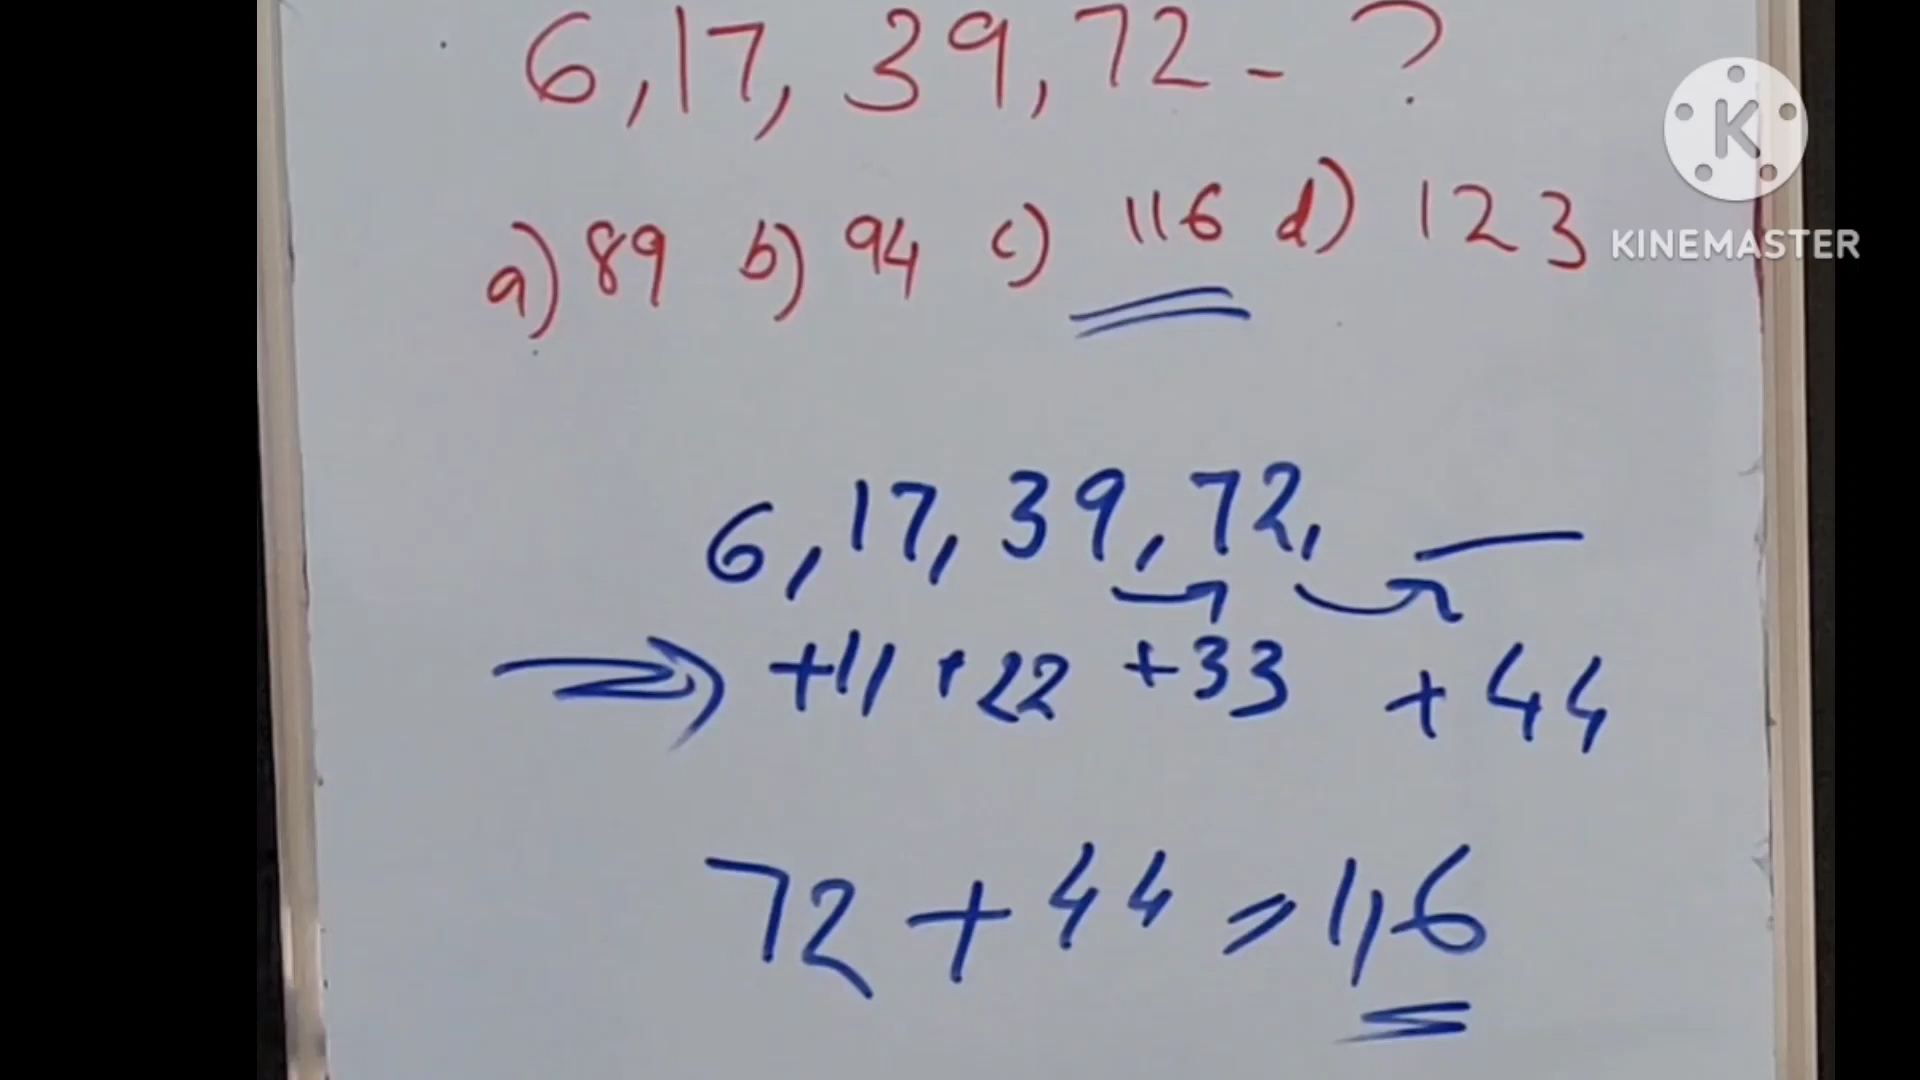 6, 17, 39, 72 - ?
a) 89 b) 94 c) 116 d) 123
K
KINEMASTER
6, 17, 39, 72, —
+11 +22 +33 +44
72 + 44 = 116